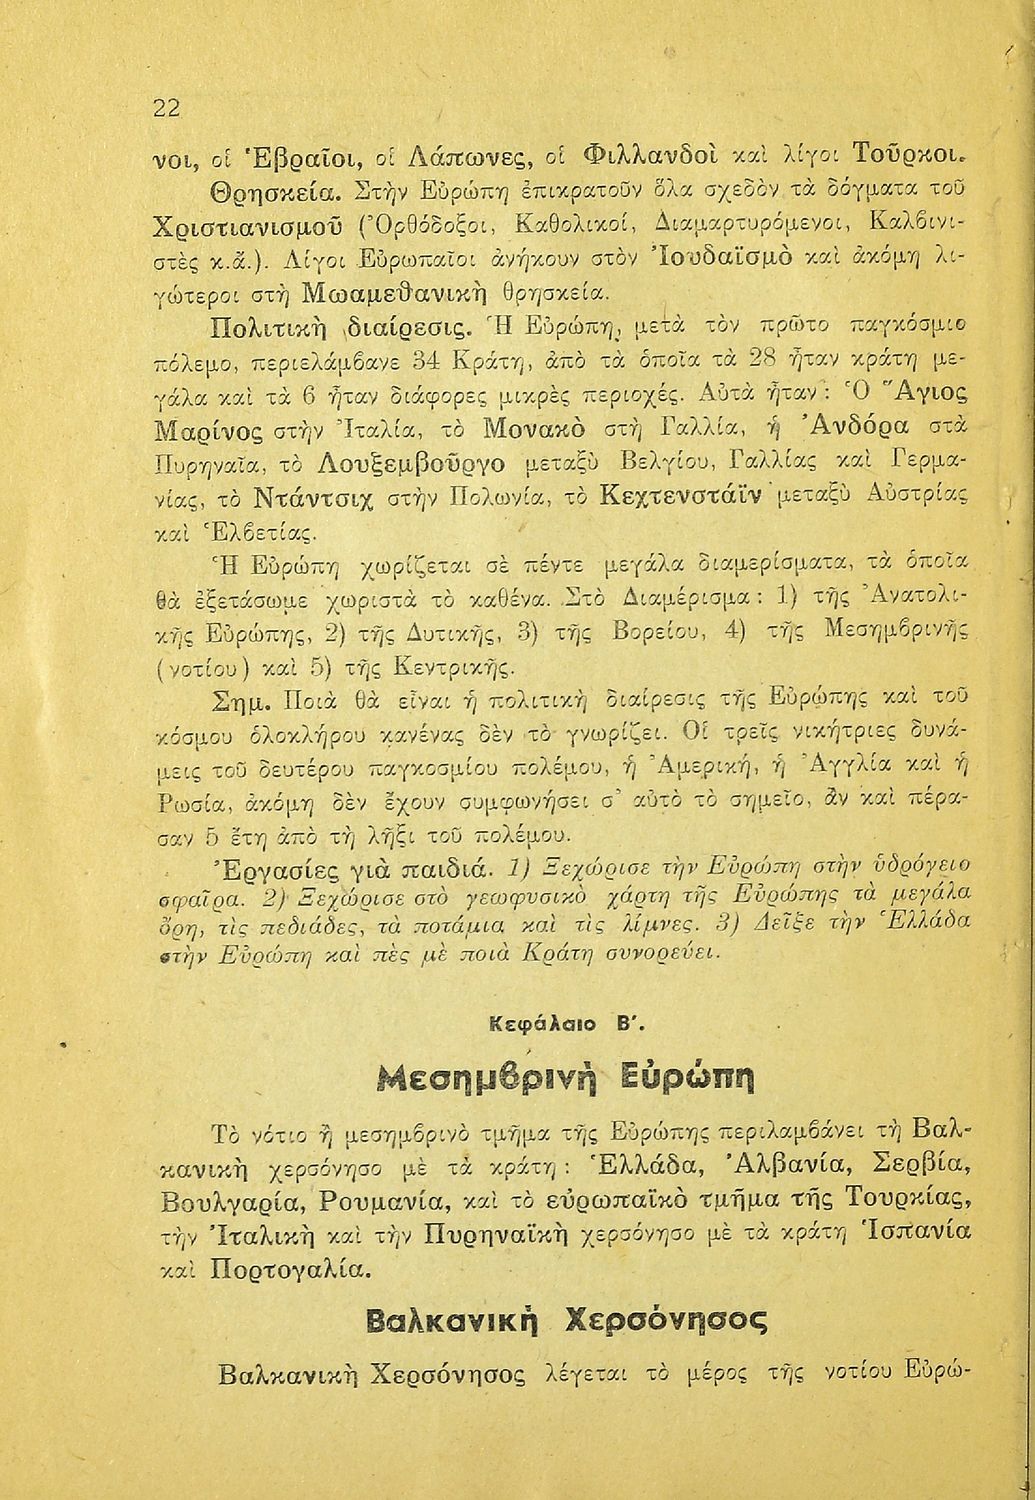 22
νοι, οἱ Ἑβραῖοι, οἱ Λάπωνες, οἱ Φιλλανδοὶ καὶ λίγοι Τοῦρκοι.
Θρησκεία. Στὴν Εὐρώπη ἐπικρατοῦν ὅλα σχεδὸν τὰ δόγματα τοῦ
Χριστιανισμοῦ (Ὀρθόδοξοι, Καθολικοί, Διαμαρτυρόμενοι, Καλβινι-
στὲς κ.ἄ.). Λίγοι Εὐρωπαῖοι ἀνήκουν στὸν Ἰουδαϊσμὸ καὶ ἀκόμη λι-
γώτεροι στὴ Μωαμεθανικὴ θρησκεία.
Πολιτικὴ διαίρεσις. Ἡ Εὐρώπη, μετὰ τὸν πρῶτο παγκόσμιο
πόλεμο, περιελάμβανε 34 Κράτη, ἀπὸ τὰ ὁποῖα τὰ 28 ἦταν κράτη με-
γάλα καὶ τὰ 6 ἦταν διάφορες μικρὲς περιοχές. Αὐτὰ ἦταν : Ὁ Ἅγιος
Μαρίνος στὴν Ἰταλία, τὸ Μονακὸ στὴ Γαλλία, ἡ Ἀνδόρα στὰ
Πυρηναῖα, τὸ Λουξεμβοῦργο μεταξὺ Βελγίου, Γαλλίας καὶ Γερμα-
νίας, τὸ Ντάντσιχ στὴν Πολωνία, τὸ Κεχτενστάϊν μεταξὺ Αὐστρίας
καὶ Ἑλβετίας.
Ἡ Εὐρώπη χωρίζεται σὲ πέντε μεγάλα διαμερίσματα, τὰ ὁποῖα
θὰ ἐξετάσωμε χωριστὰ τὸ καθένα. Στὸ Διαμέρισμα : 1) τῆς Ἀνατολι-
κῆς Εὐρώπης, 2) τῆς Δυτικῆς, 3) τῆς Βορείου, 4) τῆς Μεσημβρινῆς
(νοτίου) καὶ 5) τῆς Κεντρικῆς.
Σημ. Ποιὰ θὰ εἶναι ἡ πολιτικὴ διαίρεσις τῆς Εὐρώπης καὶ τοῦ
κόσμου ὁλοκλήρου κανένας δὲν τὸ γνωρίζει. Οἱ τρεῖς νικήτριες δυνά-
μεις τοῦ δευτέρου παγκοσμίου πολέμου, ἡ Ἀμερική, ἡ Ἀγγλία καὶ ἡ
Ρωσία, ἀκόμη δὲν ἔχουν συμφωνήσει σ' αὐτὸ τὸ σημεῖο, ἂν καὶ πέρα-
σαν 5 ἔτη ἀπὸ τὴ λῆξι τοῦ πολέμου.
Ἐργασίες γιὰ παιδιά. 1) Ξεχώρισε τὴν Εὐρώπη στὴν ὑδρόγειο
σφαῖρα. 2) Ξεχώρισε στὸ γεωφυσικὸ χάρτη τῆς Εὐρώπης τὰ μεγάλα
ὄρη, τὶς πεδιάδες, τὰ ποτάμια καὶ τὶς λίμνες. 3) Δεῖξε τὴν Ἑλλάδα
στὴν Εὐρώπη καὶ πὲς μὲ ποιὰ Κράτη συνορεύει.
Κεφάλαιο Β'.
Μεσημβρινὴ Εὐρώπη
Τὸ νότιο ἢ μεσημβρινὸ τμῆμα τῆς Εὐρώπης περιλαμβάνει τὴ Βαλ-
κανικὴ χερσόνησο μὲ τὰ κράτη : Ἑλλάδα, Ἀλβανία, Σερβία,
Βουλγαρία, Ρουμανία, καὶ τὸ εὐρωπαϊκὸ τμῆμα τῆς Τουρκίας,
τὴν Ἰταλικὴ καὶ τὴν Πυρηναϊκὴ χερσόνησο μὲ τὰ κράτη Ἱσπανία
καὶ Πορτογαλία.
Βαλκανικὴ Χερσόνησος
Βαλκανικὴ Χερσόνησος λέγεται τὸ μέρος τῆς νοτίου Εὐρώ-